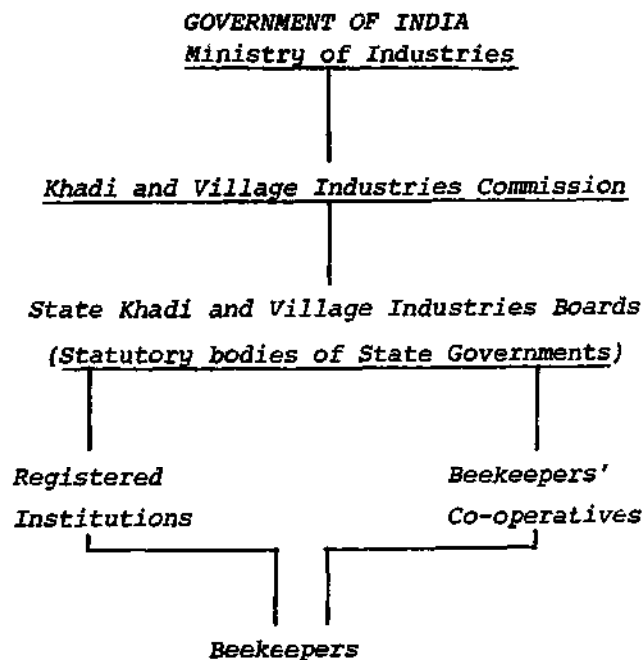 GOVERNMENT OF INDIA
Ministry of Industries
Khadi and Village Industries Commission
State Khadi and Village Industries Boards
(Statutory bodies of State Governments)
Registered
Institutions
Beekeepers'
Co-operatives
Beekeepers